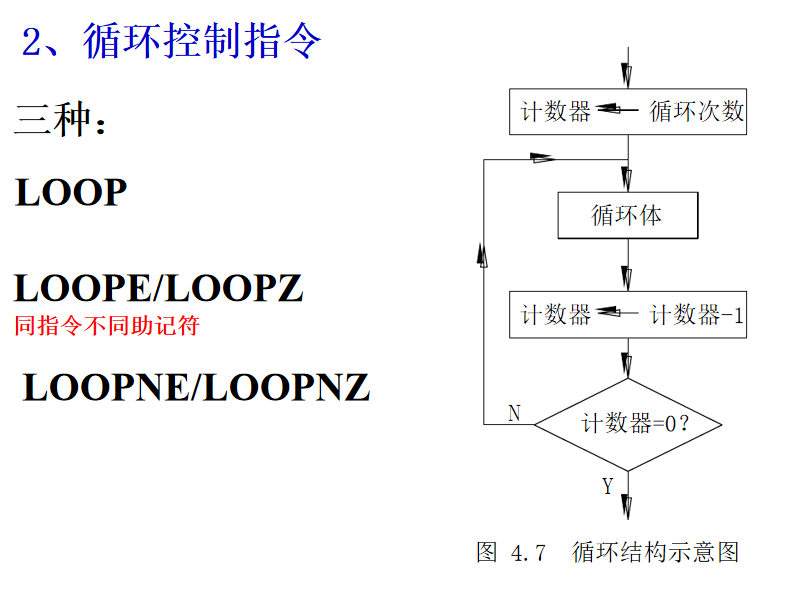 2、循环控制指令
三种：
LOOP
LOOPE/LOOPZ
同指令不同助记符
LOOPNE/LOOPNZ
计数器 循环次数
循环体
计数器 计数器-1
N
计数器=0?
Y
图 4.7 循环结构示意图